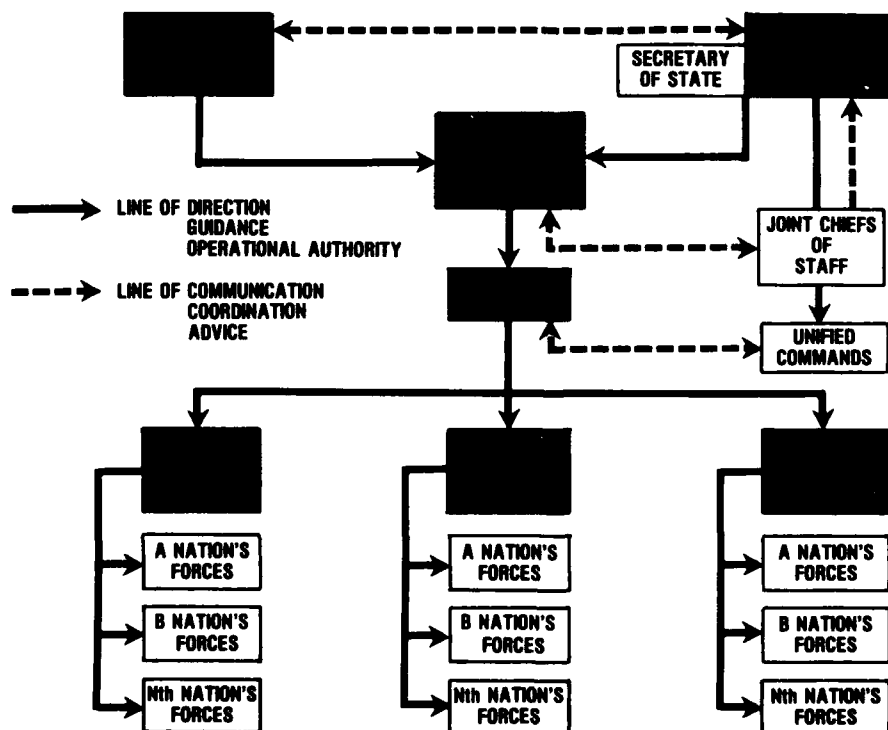 SECRETARY
OF STATE
LINE OF DIRECTION
GUIDANCE
OPERATIONAL AUTHORITY
JOINT CHIEFS
OF
STAFF
LINE OF COMMUNICATION
COORDINATION
ADVICE
UNIFIED
COMMANDS
A NATION'S
FORCES
A NATION'S
FORCES
A NATION'S
FORCES
B NATION'S
FORCES
B NATION'S
FORCES
B NATION'S
FORCES
Nth NATION'S
FORCES
Nth NATION'S
FORCES
Nth NATION'S
FORCES